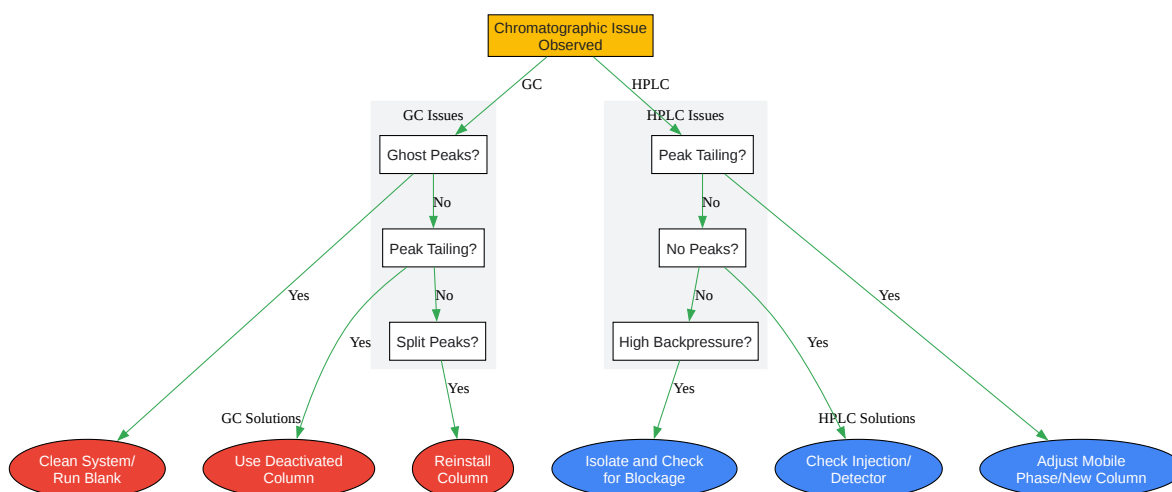 Chromatographic Issue
Observed
GC
HPLC
GC Issues
HPLC Issues
Ghost Peaks?
Peak Tailing?
No
No
Peak Tailing?
No Peaks?
Yes
No
No
Yes
Split Peaks?
High Backpressure?
Yes
Yes
Yes
Yes
GC Solutions
HPLC Solutions
Clean System/
Run Blank
Use Deactivated
Column
Reinstall
Column
Isolate and Check
for Blockage
Check Injection/
Detector
Adjust Mobile
Phase/New Column